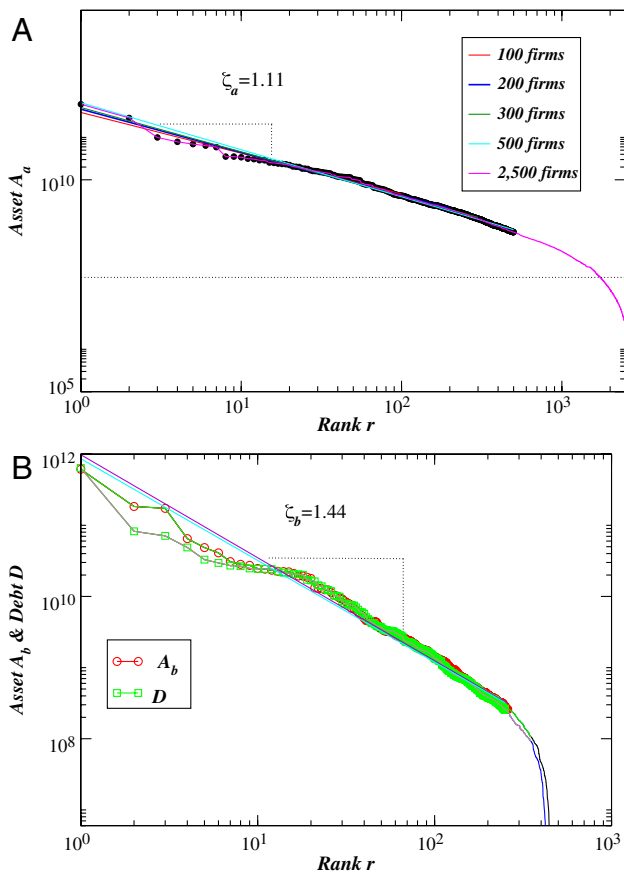 A
ζa=1.11
100 firms
200 firms
300 firms
500 firms
2,500 firms
Asset Aa
10^10
10^5
10^0
10^1
10^2
10^3
Rank r
B
10^12
ζb=1.44
Asset Ab & Debt D
10^10
Ab
D
10^8
10^0
10^1
10^2
10^3
Rank r